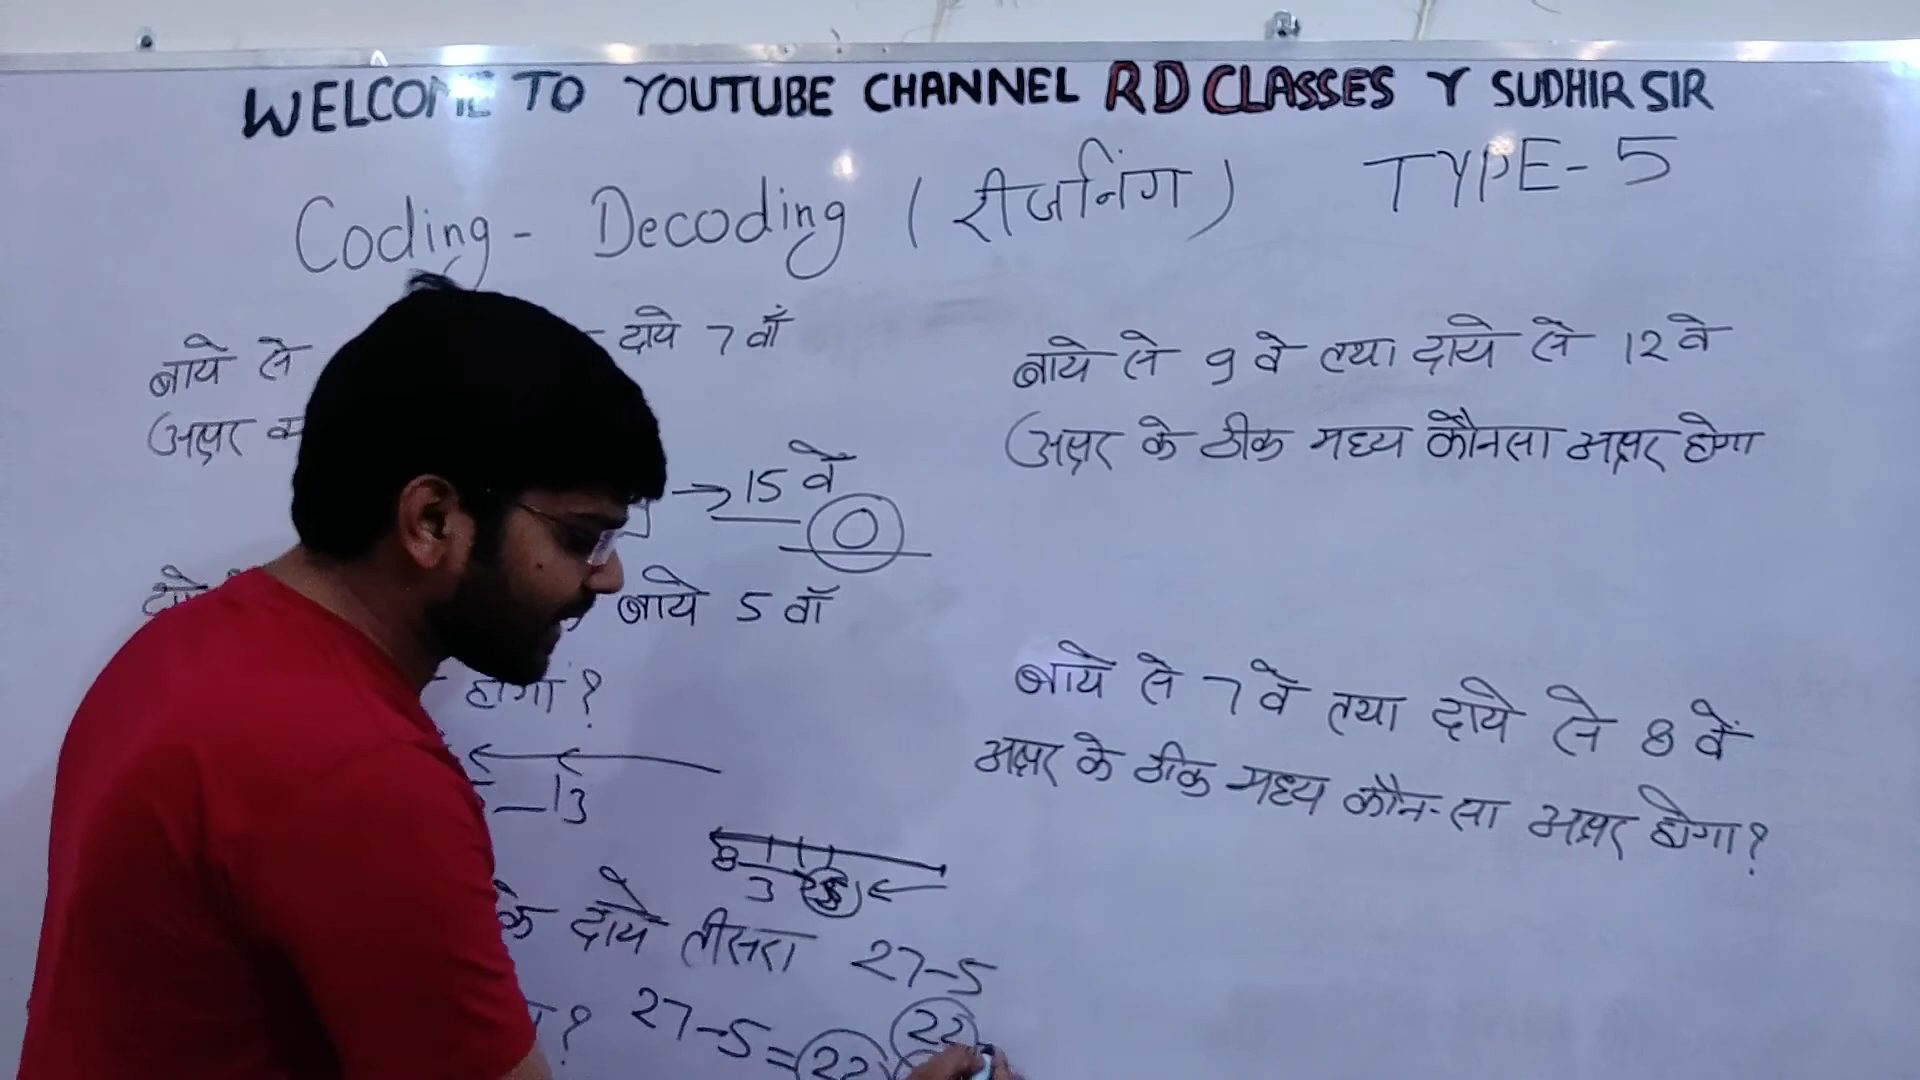 WELCOME TO YOUTUBE CHANNEL RD CLASSES Y SUDHIR SIR
Coding - Decoding (रीजनिंग) TYPE-5
बाये से दाये 7 वाँ
अक्षर
→ 15 वे
O
बाये 5 वाँ
होगा ?
13
8
3
के दाये तीसरा 27-5
? 27-5=22 22
बाये से 9 वे तथा दाये से 12 वे
अक्षर के ठीक मध्य कौनसा अक्षर होगा
बाये से 7 वें तथा दाये से 8 वें
अक्षर के ठीक मध्य कौन-सा अक्षर होगा?